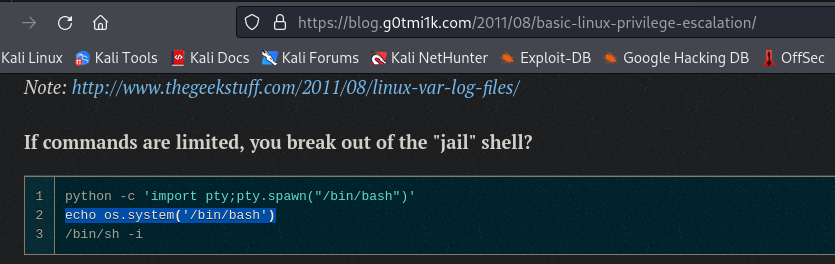 https://blog.g0tmi1k.com/2011/08/basic-linux-privilege-escalation/
Kali Linux Kali Tools Kali Docs Kali Forums Kali NetHunter Exploit-DB Google Hacking DB OffSec
Note: http://www.thegeekstuff.com/2011/08/linux-var-log-files/
If commands are limited, you break out of the "jail" shell?
1 python -c 'import pty;pty.spawn("/bin/bash")'
2 echo os.system('/bin/bash')
3 /bin/sh -i